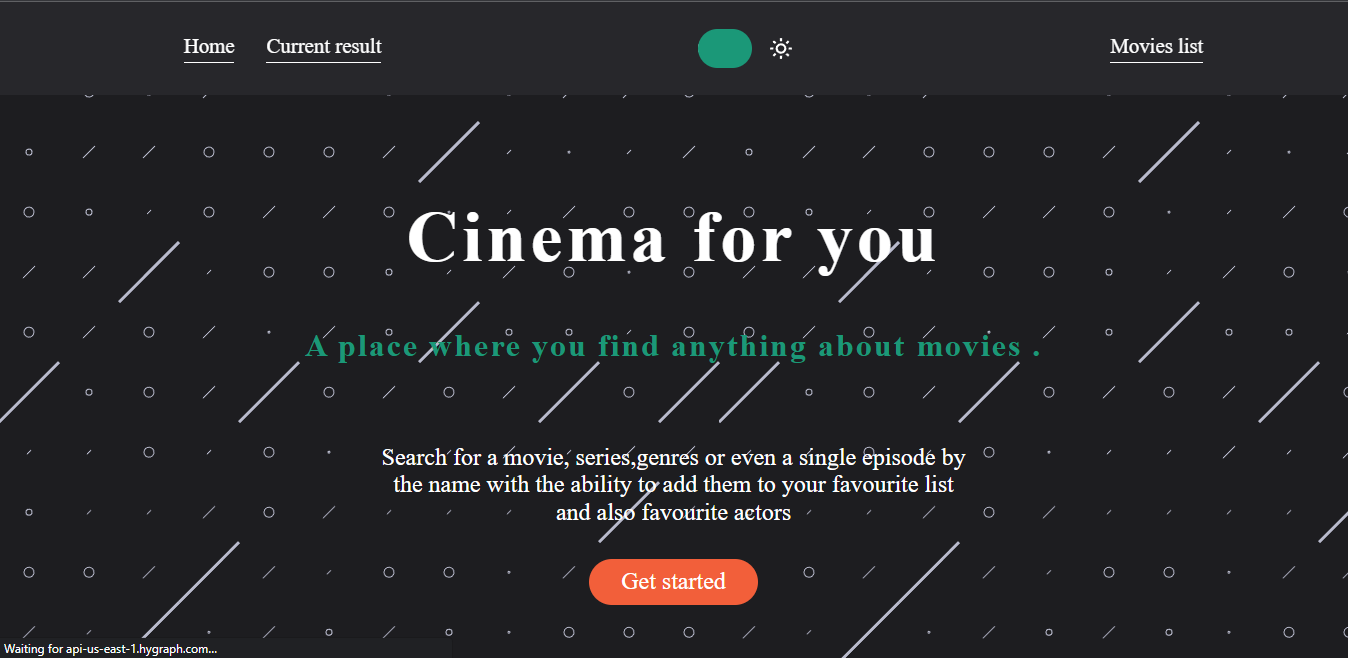 Home
Current result
Movies list
Cinema for you
A place where you find anything about movies .
Search for a movie, series,genres or even a single episode by
the name with the ability to add them to your favourite list
and also favourite actors
Get started
Waiting for api-us-east-1.hygraph.com...